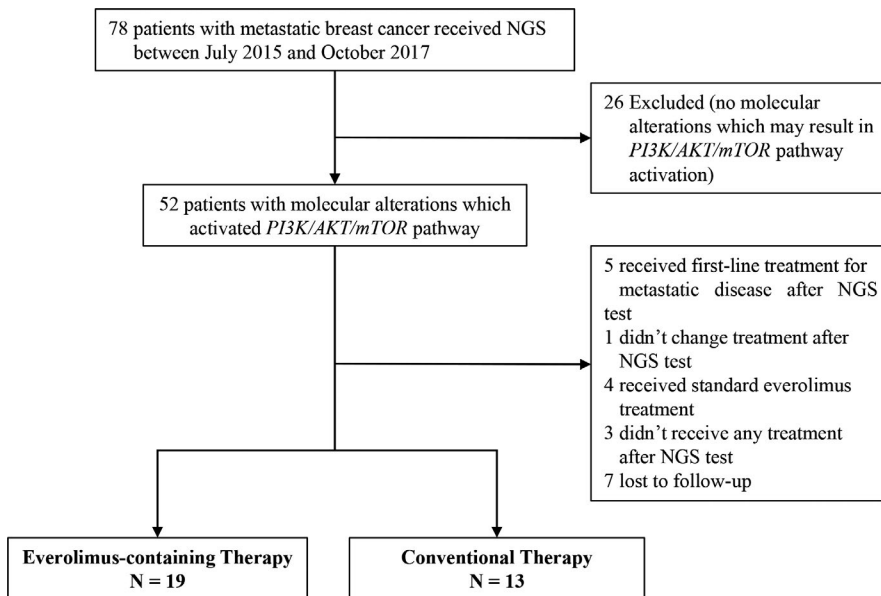 78 patients with metastatic breast cancer received NGS
between July 2015 and October 2017
26 Excluded (no molecular
alterations which may result in
PI3K/AKT/mTOR pathway
activation)
52 patients with molecular alterations which
activated PI3K/AKT/mTOR pathway
5 received first-line treatment for
metastatic disease after NGS
test
1 didn’t change treatment after
NGS test
4 received standard everolimus
treatment
3 didn’t receive any treatment
after NGS test
7 lost to follow-up
Everolimus-containing Therapy
N = 19
Conventional Therapy
N = 13